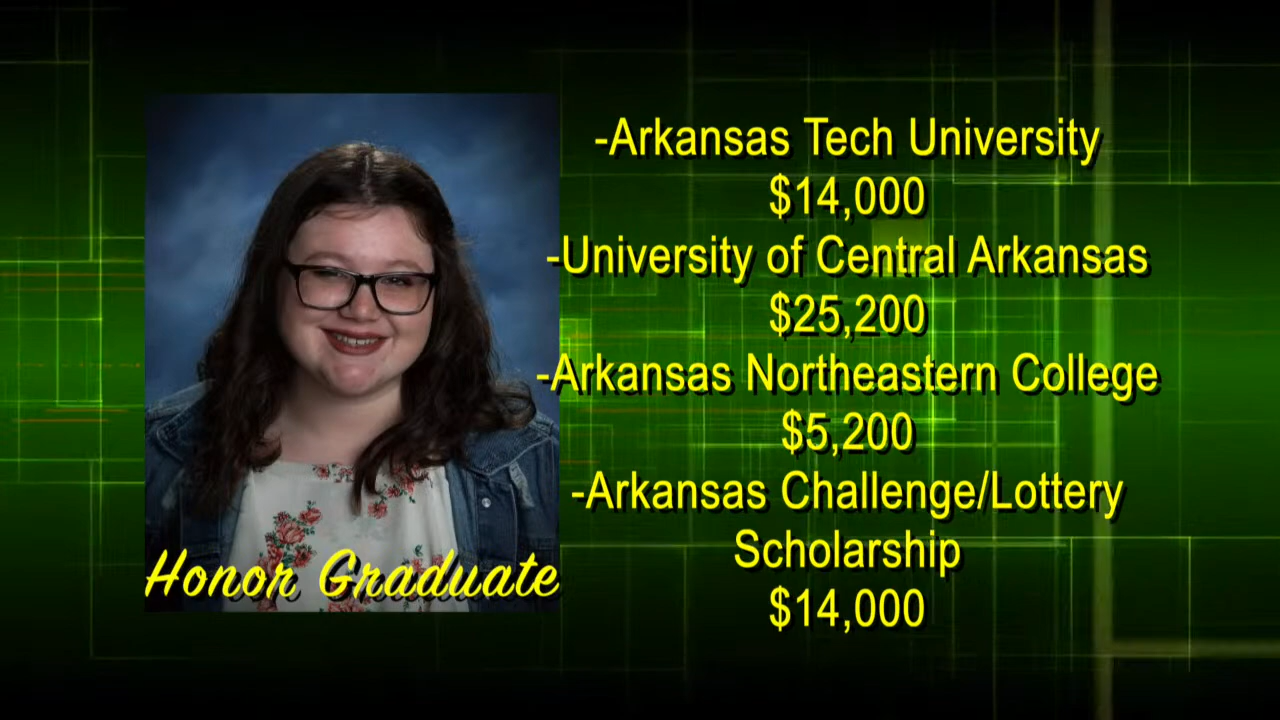 -Arkansas Tech University
$14,000
-University of Central Arkansas
$25,200
-Arkansas Northeastern College
$5,200
-Arkansas Challenge/Lottery
Scholarship
$14,000
Honor Graduate